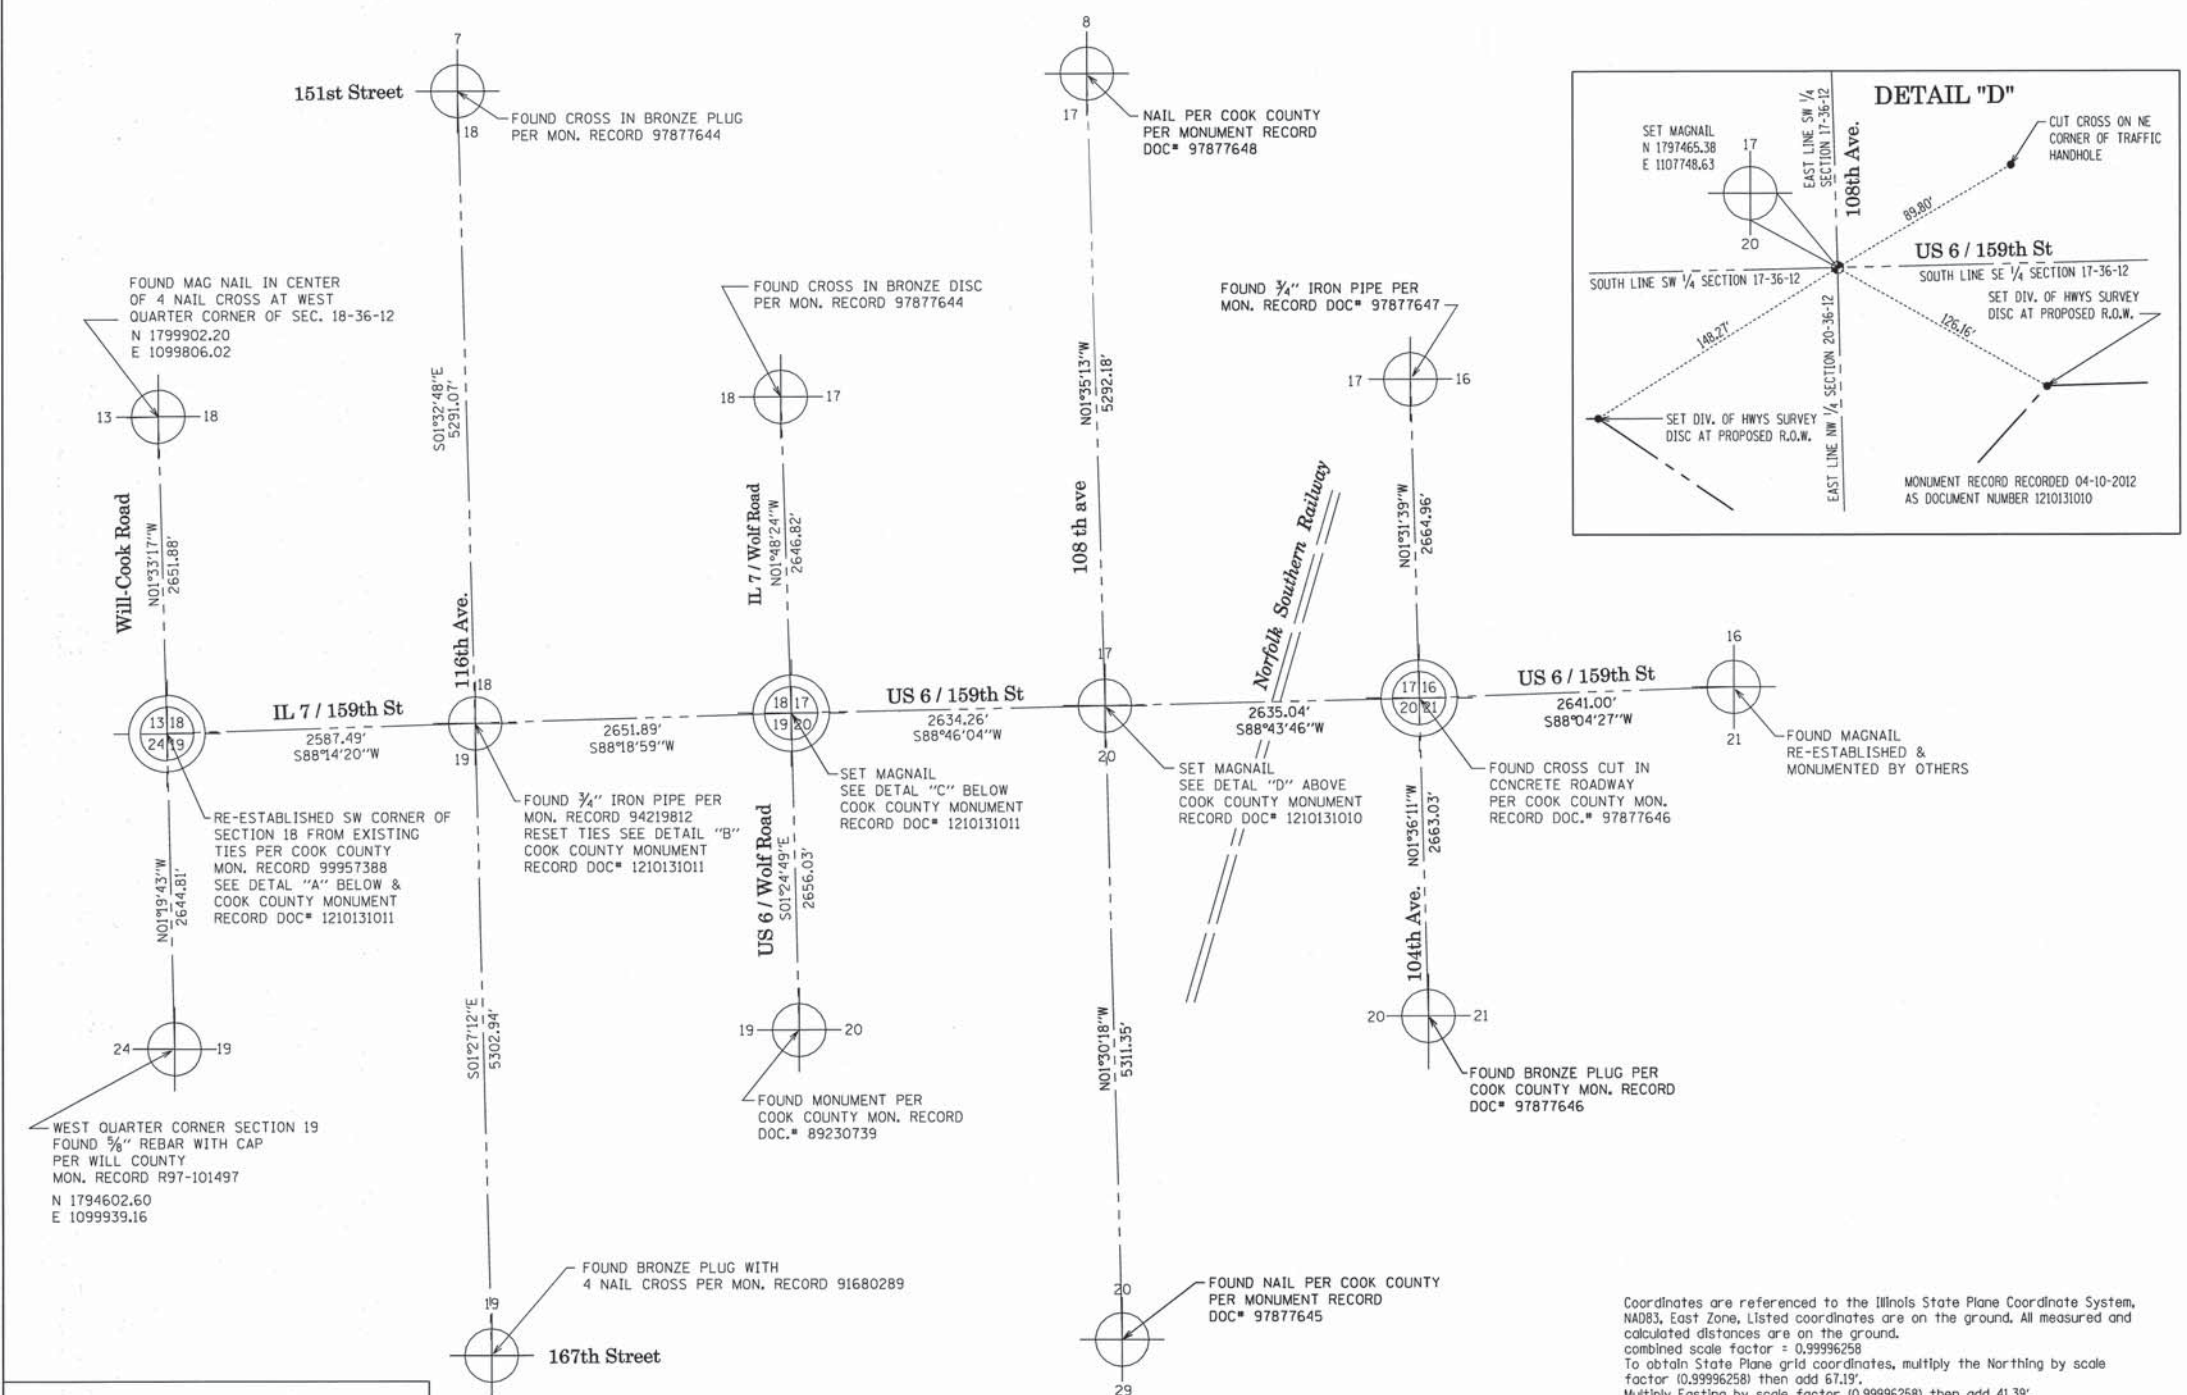 7
151st Street
FOUND CROSS IN BRONZE PLUG
PER MON. RECORD 97877644
18
8
17
NAIL PER COOK COUNTY
PER MONUMENT RECORD
DOC# 97877648
DETAIL "D"
SET MAGNAIL
N 1797465.38
E 1107748.63
17
20
EAST LINE SW 1/4
SECTION 17-36-12
108th Ave.
CUT CROSS ON NE
CORNER OF TRAFFIC
HANDHOLE
89.80'
US 6 / 159th St
SOUTH LINE SW 1/4 SECTION 17-36-12
SOUTH LINE SE 1/4 SECTION 17-36-12
SET DIV. OF HWYS SURVEY
DISC AT PROPOSED R.O.W.
148.27'
126.16'
EAST LINE NW 1/4 SECTION 20-36-12
SET DIV. OF HWYS SURVEY
DISC AT PROPOSED R.O.W.
MONUMENT RECORD RECORDED 04-10-2012
AS DOCUMENT NUMBER 1210131010
FOUND MAG NAIL IN CENTER
OF 4 NAIL CROSS AT WEST
QUARTER CORNER OF SEC. 18-36-12
N 1799902.20
E 1099806.02
13
18
FOUND CROSS IN BRONZE DISC
PER MON. RECORD 97877644
18
17
FOUND 3/4" IRON PIPE PER
MON. RECORD DOC# 97877647
17
16
S01°32'48"E
5291.07'
N01°35'13"W
5292.18'
Will-Cook Road
N01°33'17"W
2651.88'
116th Ave.
IL 7 / Wolf Road
N01°48'24"W
2646.82'
108 th ave
Norfolk Southern Railway
N01°31'39"W
2664.96'
13 18
24 19
IL 7 / 159th St
2587.49'
S88°14'20"W
18
19
2651.89'
S88°18'59"W
18 17
19 20
US 6 / 159th St
2634.26'
S88°46'04"W
17
20
2635.04'
S88°43'46"W
17 16
20 21
US 6 / 159th St
2641.00'
S88°04'27"W
16
21
FOUND MAGNAIL
RE-ESTABLISHED &
MONUMENTED BY OTHERS
RE-ESTABLISHED SW CORNER OF
SECTION 18 FROM EXISTING
TIES PER COOK COUNTY
MON. RECORD 99957388
SEE DETAL "A" BELOW &
COOK COUNTY MONUMENT
RECORD DOC# 1210131011
FOUND 3/4" IRON PIPE PER
MON. RECORD 94219812
RESET TIES SEE DETAIL "B"
COOK COUNTY MONUMENT
RECORD DOC# 1210131011
SET MAGNAIL
SEE DETAL "C" BELOW
COOK COUNTY MONUMENT
RECORD DOC# 1210131011
SET MAGNAIL
SEE DETAL "D" ABOVE
COOK COUNTY MONUMENT
RECORD DOC# 1210131010
FOUND CROSS CUT IN
CCNCRETE ROADWAY
PER COOK COUNTY MON.
RECORD DOC.# 97877646
N01°19'43"W
2644.81'
US 6 / Wolf Road
S01°24'49"E
2656.03'
104th Ave.
N01°36'11"W
2663.03'
24
19
S01°27'12"E
5302.94'
19
20
N01°30'18"W
5311.35'
20
21
WEST QUARTER CORNER SECTION 19
FOUND 5/8" REBAR WITH CAP
PER WILL COUNTY
MON. RECORD R97-101497
N 1794602.60
E 1099939.16
FOUND MONUMENT PER
COOK COUNTY MON. RECORD
DOC.# 89230739
FOUND BRONZE PLUG PER
COOK COUNTY MON. RECORD
DOC# 97877646
FOUND BRONZE PLUG WITH
4 NAIL CROSS PER MON. RECORD 91680289
19
167th Street
20
29
FOUND NAIL PER COOK COUNTY
PER MONUMENT RECORD
DOC# 97877645
Coordinates are referenced to the Illinois State Plane Coordinate System,
NAD83, East Zone, Listed coordinates are on the ground. All measured and
calculated distances are on the ground.
combined scale factor = 0.99996258
To obtain State Plane grid coordinates, multiply the Northing by scale
factor (0.99996258) then add 67.19'.
Multiply Easting by scale factor (0.99996258) then add 41.39'